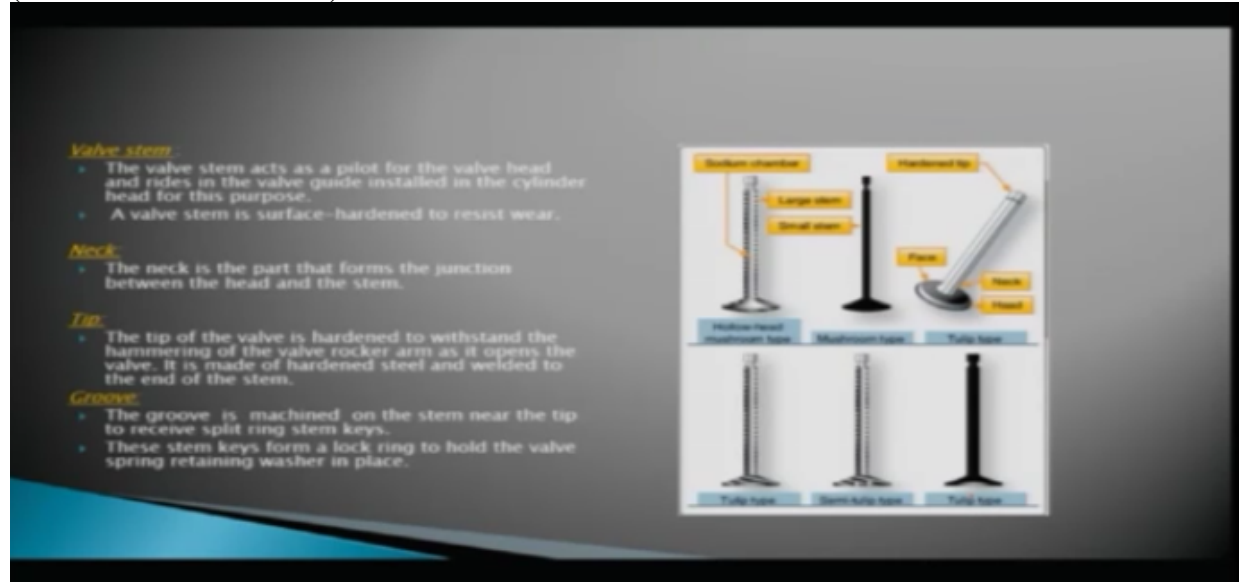 Valve stem
The valve stem acts as a pilot for the valve head
and rides in the valve guide installed in the cylinder
head for this purpose.
A valve stem is surface-hardened to resist wear.
Neck:
The neck is the part that forms the junction
between the head and the stem.
Tip:
The tip of the valve is hardened to withstand the
hammering of the valve rocker arm as it opens the
valve. It is made of hardened steel and welded to
the end of the stem.
Groove:
The groove is machined on the stem near the tip
to receive split ring stem keys.
These stem keys form a lock ring to hold the valve
spring retaining washer in place.
Sodium chamber
Hardened tip
Large stem
Small stem
Face
Neck
Head
Hollow-head
mushroom type
Mushroom type
Tulip type
Tulip type
Semi-tulip type
Tulip type